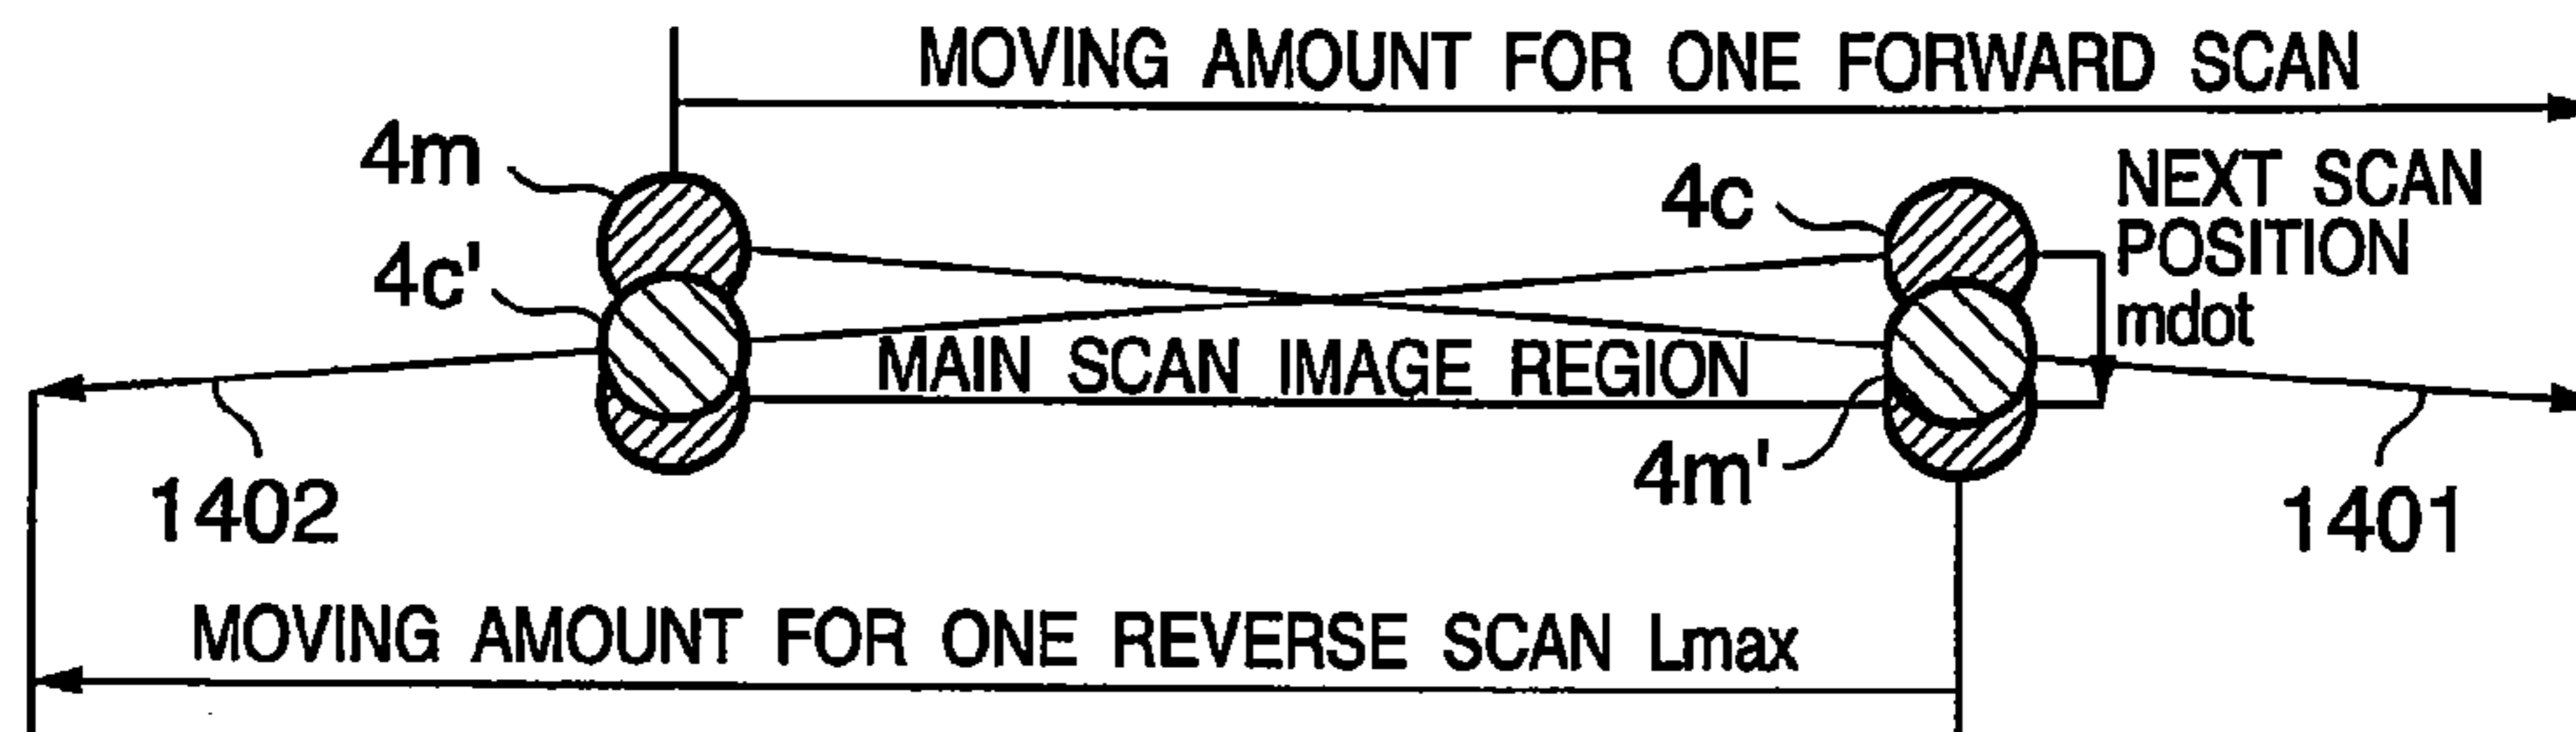 MOVING AMOUNT FOR ONE FORWARD SCAN
4m
4c
NEXT SCAN
POSITION
mdot
4c'
MAIN SCAN IMAGE REGION
4m'
1402
1401
MOVING AMOUNT FOR ONE REVERSE SCAN Lmax